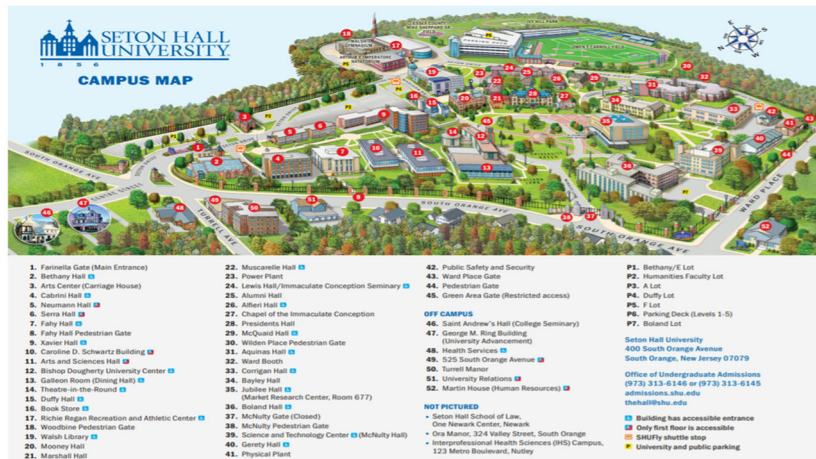 SETON HALL
UNIVERSITY
1 8 5 6
CAMPUS MAP
SOUTH ORANGE AVE
CENTRE STREET
TURRELL AVE
SOUTH ORANGE AVE
SOUTH ORANGE AVE
WARD PLACE
IVY HILL PARK
OWEN T. CARROLL FIELD
PARKING DECK
WALSH
GYMNASIUM
1. Farinella Gate (Main Entrance)
2. Bethany Hall
3. Arts Center (Carriage House)
4. Cabrini Hall
5. Neumann Hall
6. Serra Hall
7. Fahy Hall
8. Fahy Hall Pedestrian Gate
9. Xavier Hall
10. Caroline D. Schwartz Building
11. Arts and Sciences Hall
12. Bishop Dougherty University Center
13. Galleon Room (Dining Hall)
14. Theatre-in-the-Round
15. Duffy Hall
16. Book Store
17. Richie Regan Recreation and Athletic Center
18. Woodbine Pedestrian Gate
19. Walsh Library
20. Mooney Hall
21. Marshall Hall
22. Muscarelle Hall
23. Power Plant
24. Lewis Hall/Immaculate Conception Seminary
25. Alumni Hall
26. Alfieri Hall
27. Chapel of the Immaculate Conception
28. Presidents Hall
29. McQuaid Hall
30. Wilden Place Pedestrian Gate
31. Aquinas Hall
32. Ward Booth
33. Corrigan Hall
34. Bayley Hall
35. Jubilee Hall
(Market Research Center, Room 677)
36. Boland Hall
37. McNulty Gate (Closed)
38. McNulty Pedestrian Gate
39. Science and Technology Center (McNulty Hall)
40. Gerety Hall
41. Physical Plant
42. Public Safety and Security
43. Ward Place Gate
44. Pedestrian Gate
45. Green Area Gate (Restricted access)
OFF CAMPUS
46. Saint Andrew's Hall (College Seminary)
47. George M. Ring Building
(University Advancement)
48. Health Services
49. 525 South Orange Avenue
50. Turrell Manor
51. University Relations
52. Martin House (Human Resources)
NOT PICTURED
• Seton Hall School of Law,
One Newark Center, Newark
• Ora Manor, 324 Valley Street, South Orange
• Interprofessional Health Sciences (IHS) Campus,
123 Metro Boulevard, Nutley
P1. Bethany/E Lot
P2. Humanities Faculty Lot
P3. A Lot
P4. Duffy Lot
P5. F Lot
P6. Parking Deck (Levels 1-5)
P7. Boland Lot
Seton Hall University
400 South Orange Avenue
South Orange, New Jersey 07079
Office of Undergraduate Admissions
(973) 313-6146 or (973) 313-6145
admissions.shu.edu
thehall@shu.edu
Building has accessible entrance
Only first floor is accessible
SHUFly shuttle stop
P University and public parking